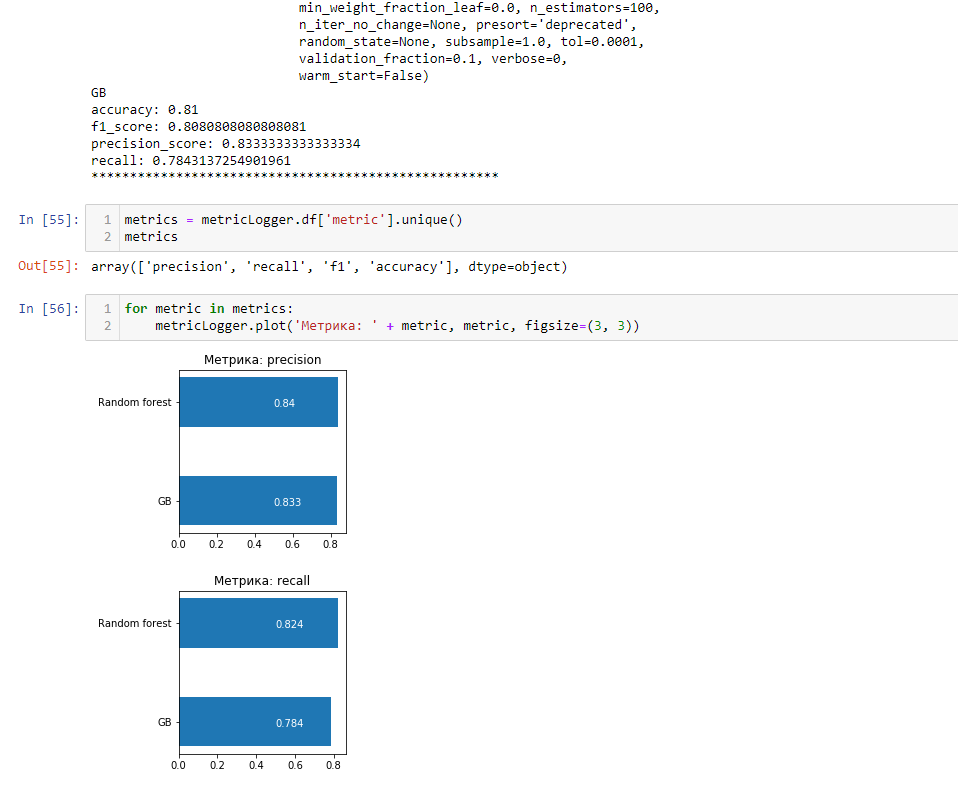 min_weight_fraction_leaf=0.0, n_estimators=100,
n_iter_no_change=None, presort='deprecated',
random_state=None, subsample=1.0, tol=0.0001,
validation_fraction=0.1, verbose=0,
warm_start=False)
GB
accuracy: 0.81
f1_score: 0.8080808080808081
precision_score: 0.8333333333333334
recall: 0.7843137254901961
*****************************************************
In [55]:
1 metrics = metricLogger.df['metric'].unique()
2 metrics
Out[55]: array(['precision', 'recall', 'f1', 'accuracy'], dtype=object)
In [56]:
1 for metric in metrics:
2 metricLogger.plot('Метрика: ' + metric, metric, figsize=(3, 3))
Метрика: precision
Random forest 0.84
GB 0.833
0.0 0.2 0.4 0.6 0.8
Метрика: recall
Random forest 0.824
GB 0.784
0.0 0.2 0.4 0.6 0.8